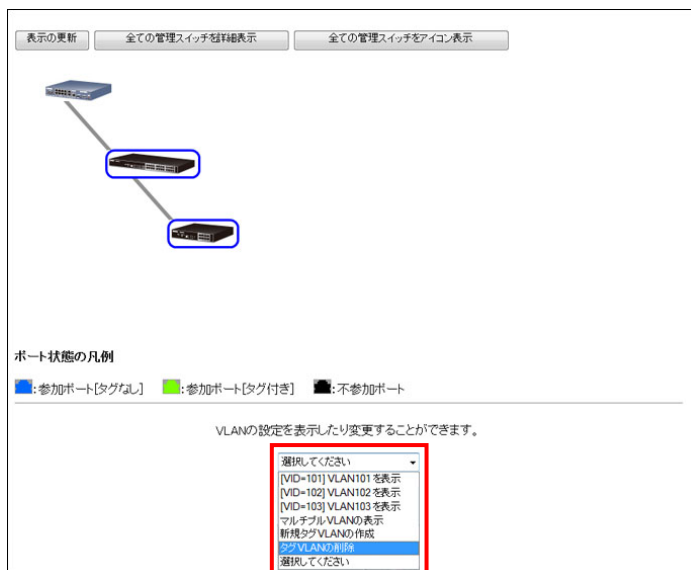 表示の更新 全ての管理スイッチを詳細表示 全ての管理スイッチをアイコン表示
ポート状態の凡例
:参加ポート[タグなし] :参加ポート[タグ付き] :不参加ポート
VLANの設定を表示したり変更することができます。
選択してください
[VID=101] VLAN101 を表示
[VID=102] VLAN102 を表示
[VID=103] VLAN103 を表示
マルチプルVLANの表示
新規タグVLANの作成
タグVLANの削除
選択してください